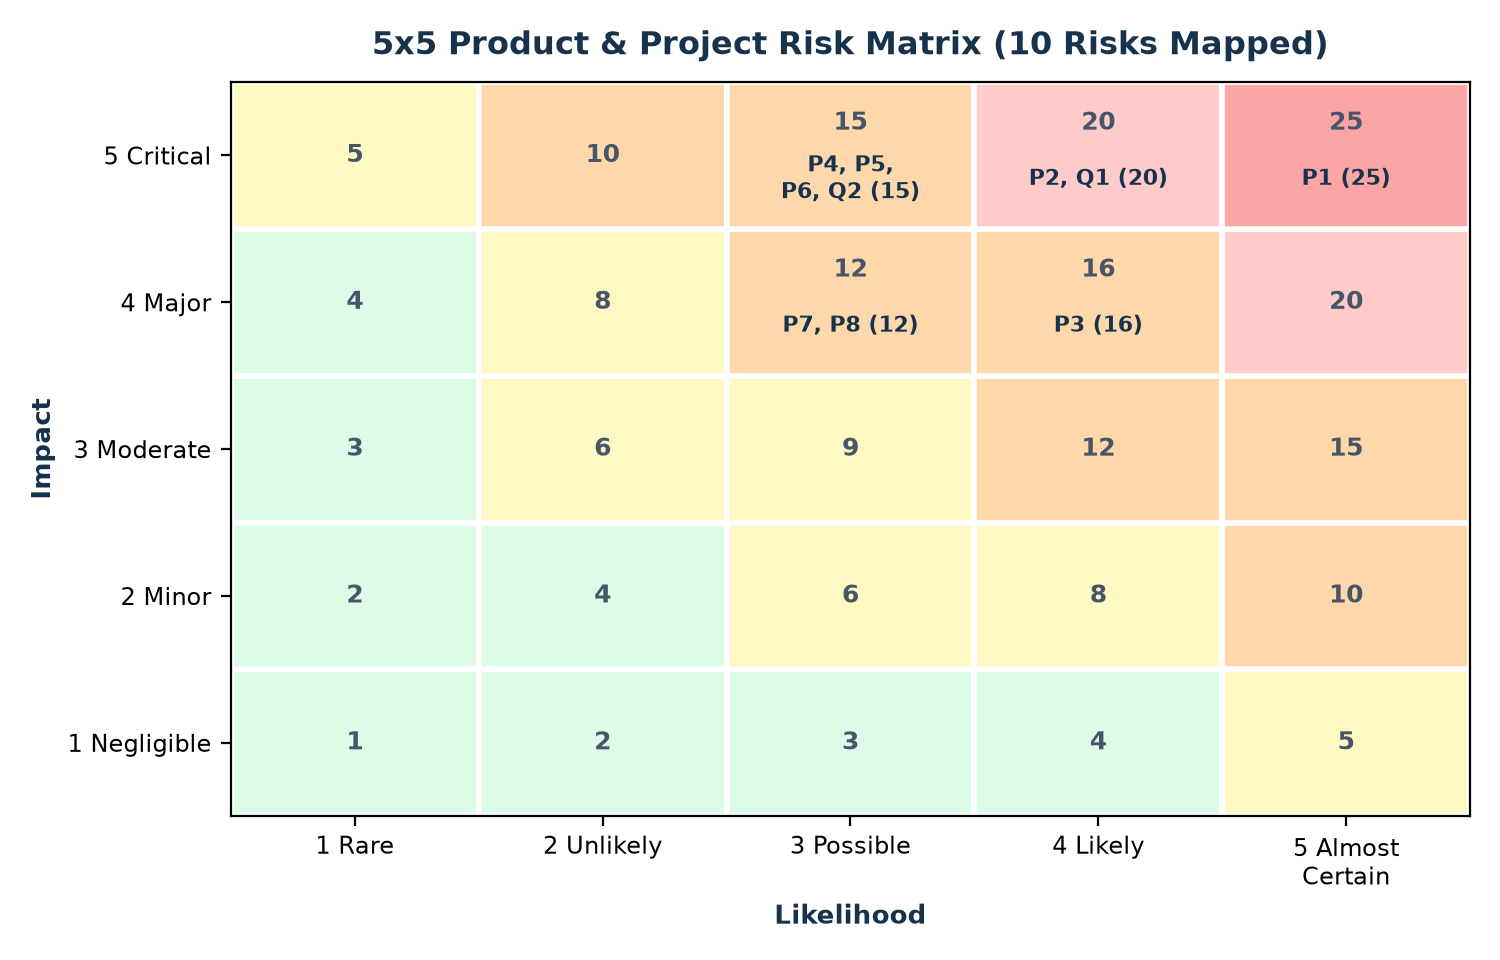 5x5 Product & Project Risk Matrix (10 Risks Mapped)
Impact
5 Critical
5
10
15
P4, P5,
P6, Q2 (15)
20
P2, Q1 (20)
25
P1 (25)
4 Major
4
8
12
P7, P8 (12)
16
P3 (16)
20
3 Moderate
3
6
9
12
15
2 Minor
2
4
6
8
10
1 Negligible
1
2
3
4
5
1 Rare
2 Unlikely
3 Possible
4 Likely
5 Almost
Certain
Likelihood